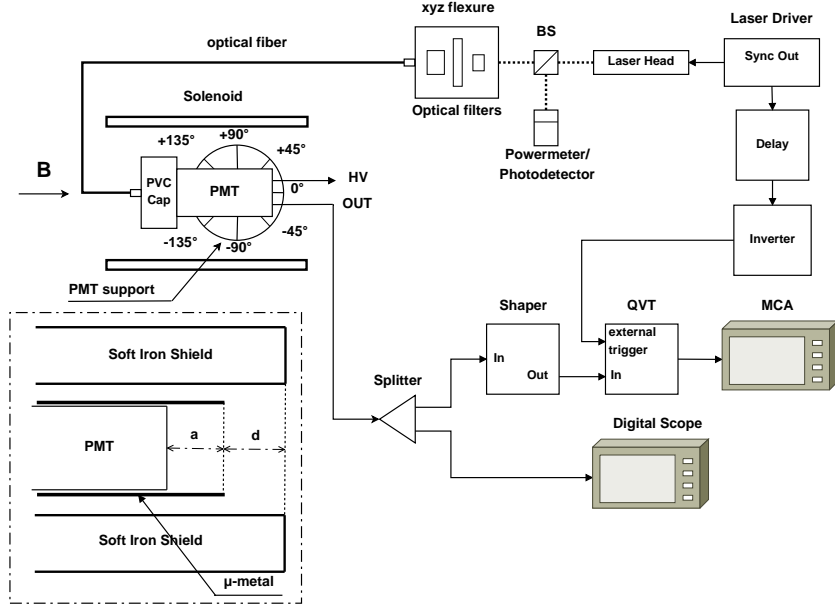 xyz flexure
Laser Driver
optical fiber
BS
Laser Head
Sync Out
Solenoid
Optical filters
+135°
+90°
+45°
Delay
Powermeter/
Photodetector
B
PVC
Cap
PMT
HV
0°
OUT
-135°
-90°
-45°
Inverter
PMT support
Shaper
QVT
MCA
Soft Iron Shield
external
trigger
In
Out
In
Splitter
Digital Scope
PMT
a
d
Soft Iron Shield
µ-metal